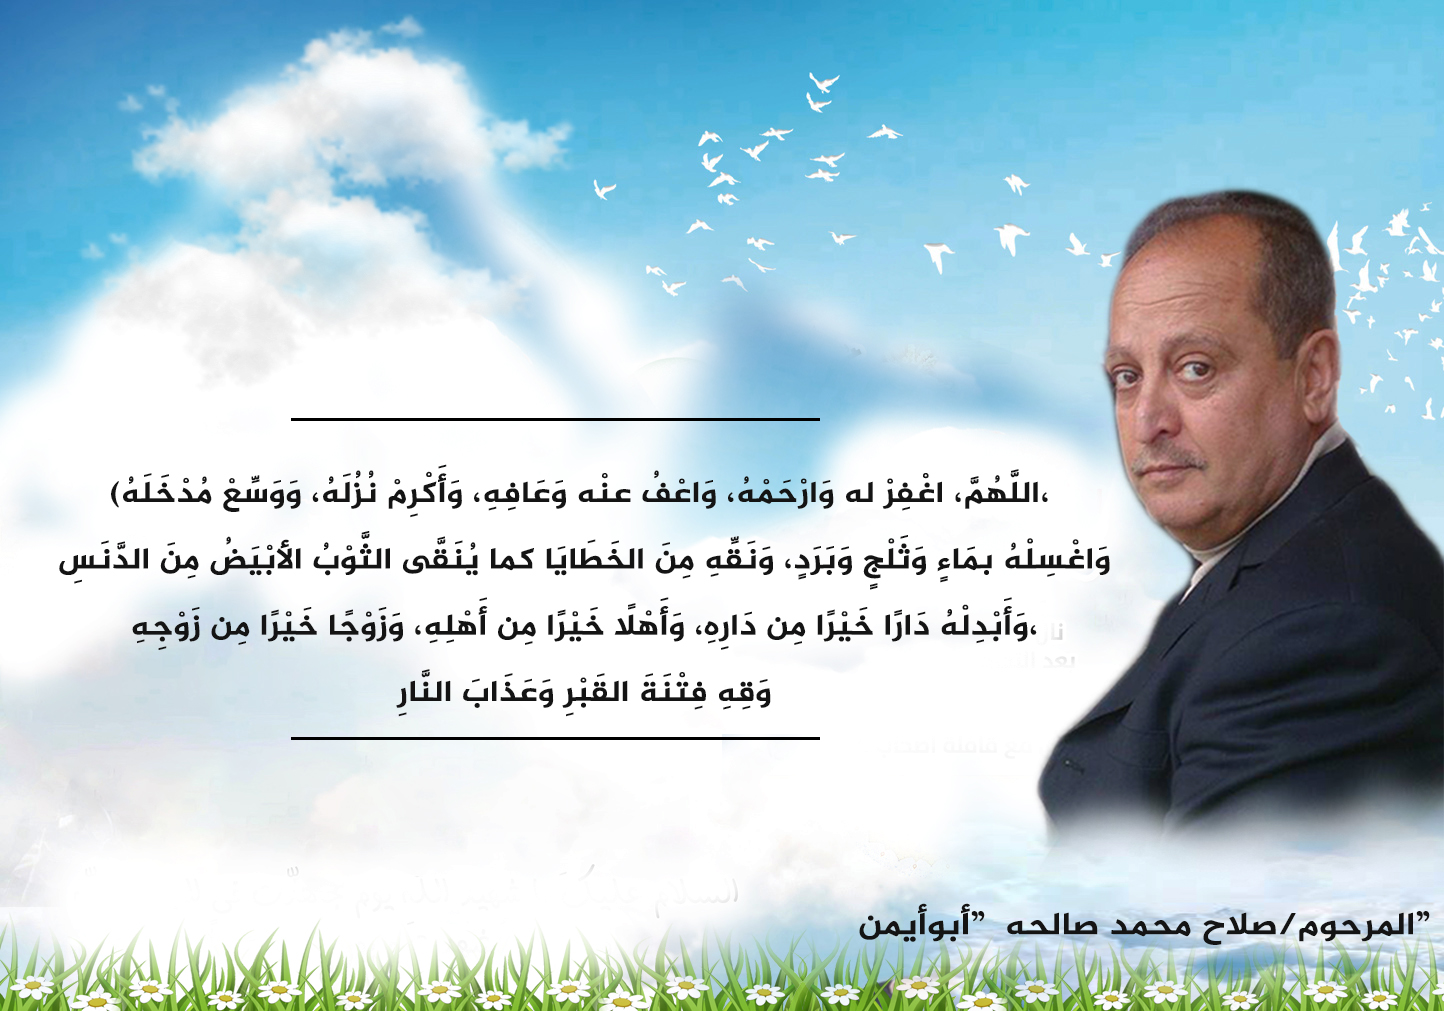 ،اللَّهُمَّ، اغْفِرْ له وَارْحَمْهُ، وَاعْفُ عنْه وَعَافِهِ، وَأَكْرِمْ نُزُلَهُ، وَوَسِّعْ مُدْخَلَهُ)
وَاغْسِلْهُ بمَاءٍ وَثَلْجٍ وَبَرَدٍ، وَنَقِّهِ مِنَ الخَطَايَا كما يُنَقَّى الثَّوْبُ الأبْيَضُ مِنَ الدَّنَسِ
،وَأَبْدِلْهُ دَارًا خَيْرًا مِن دَارِهِ، وَأَهْلًا خَيْرًا مِن أَهْلِهِ، وَزَوْجًا خَيْرًا مِن زَوْجِهِ
وَقِهِ فِتْنَةَ القَبْرِ وَعَذَابَ النَّارِ
"المرحوم/صلاح محمد صالحه "أبوأيمن